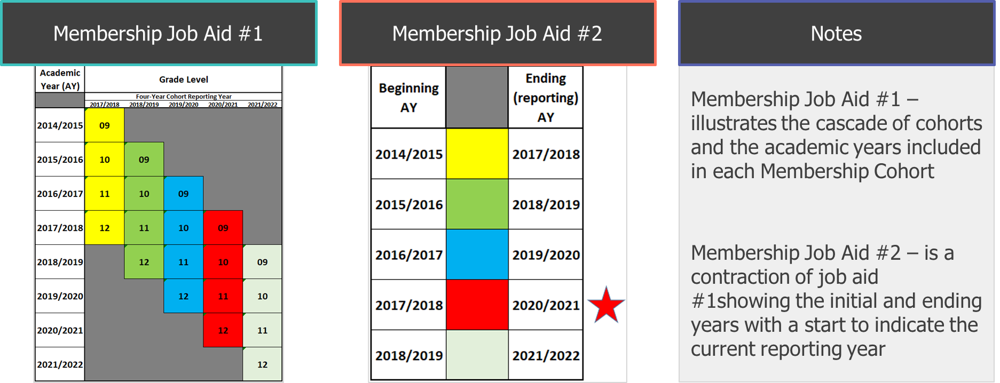 Membership Job Aid #1
Academic
Year (AY)
Grade Level
Four-Year Cohort Reporting Year
2017/2018 2018/2019 2019/2020 2020/2021 2021/2022
2014/2015 09
2015/2016 10 09
2016/2017 11 10 09
2017/2018 12 11 10 09
2018/2019 12 11 10 09
2019/2020 12 11 10
2020/2021 12 11
2021/2022 12
Membership Job Aid #2
Beginning
AY
Ending
(reporting)
AY
2014/2015 2017/2018
2015/2016 2018/2019
2016/2017 2019/2020
2017/2018 2020/2021
2018/2019 2021/2022
Notes
Membership Job Aid #1 –
illustrates the cascade of cohorts
and the academic years included
in each Membership Cohort
Membership Job Aid #2 – is a
contraction of job aid
#1showing the initial and ending
years with a start to indicate the
current reporting year